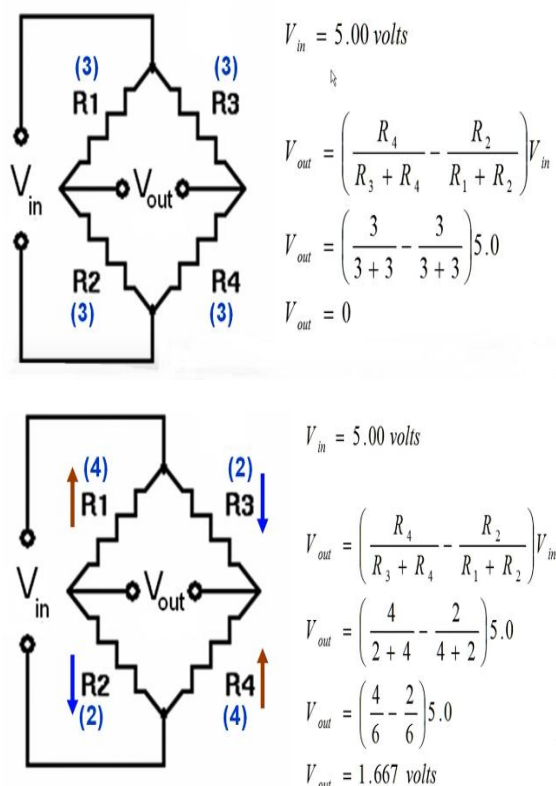 (3) (3)
R1 R3
V_in V_out
R2 R4
(3) (3)
V_in = 5.00 volts
V_out = ( R_4 / (R_3 + R_4) − R_2 / (R_1 + R_2) ) V_in
V_out = ( 3 / (3 + 3) − 3 / (3 + 3) ) 5.0
V_out = 0
(4) (2)
R1 R3
V_in V_out
R2 R4
(2) (4)
V_in = 5.00 volts
V_out = ( R_4 / (R_3 + R_4) − R_2 / (R_1 + R_2) ) V_in
V_out = ( 4 / (2 + 4) − 2 / (4 + 2) ) 5.0
V_out = ( 4 / 6 − 2 / 6 ) 5.0
V_out = 1.667 volts